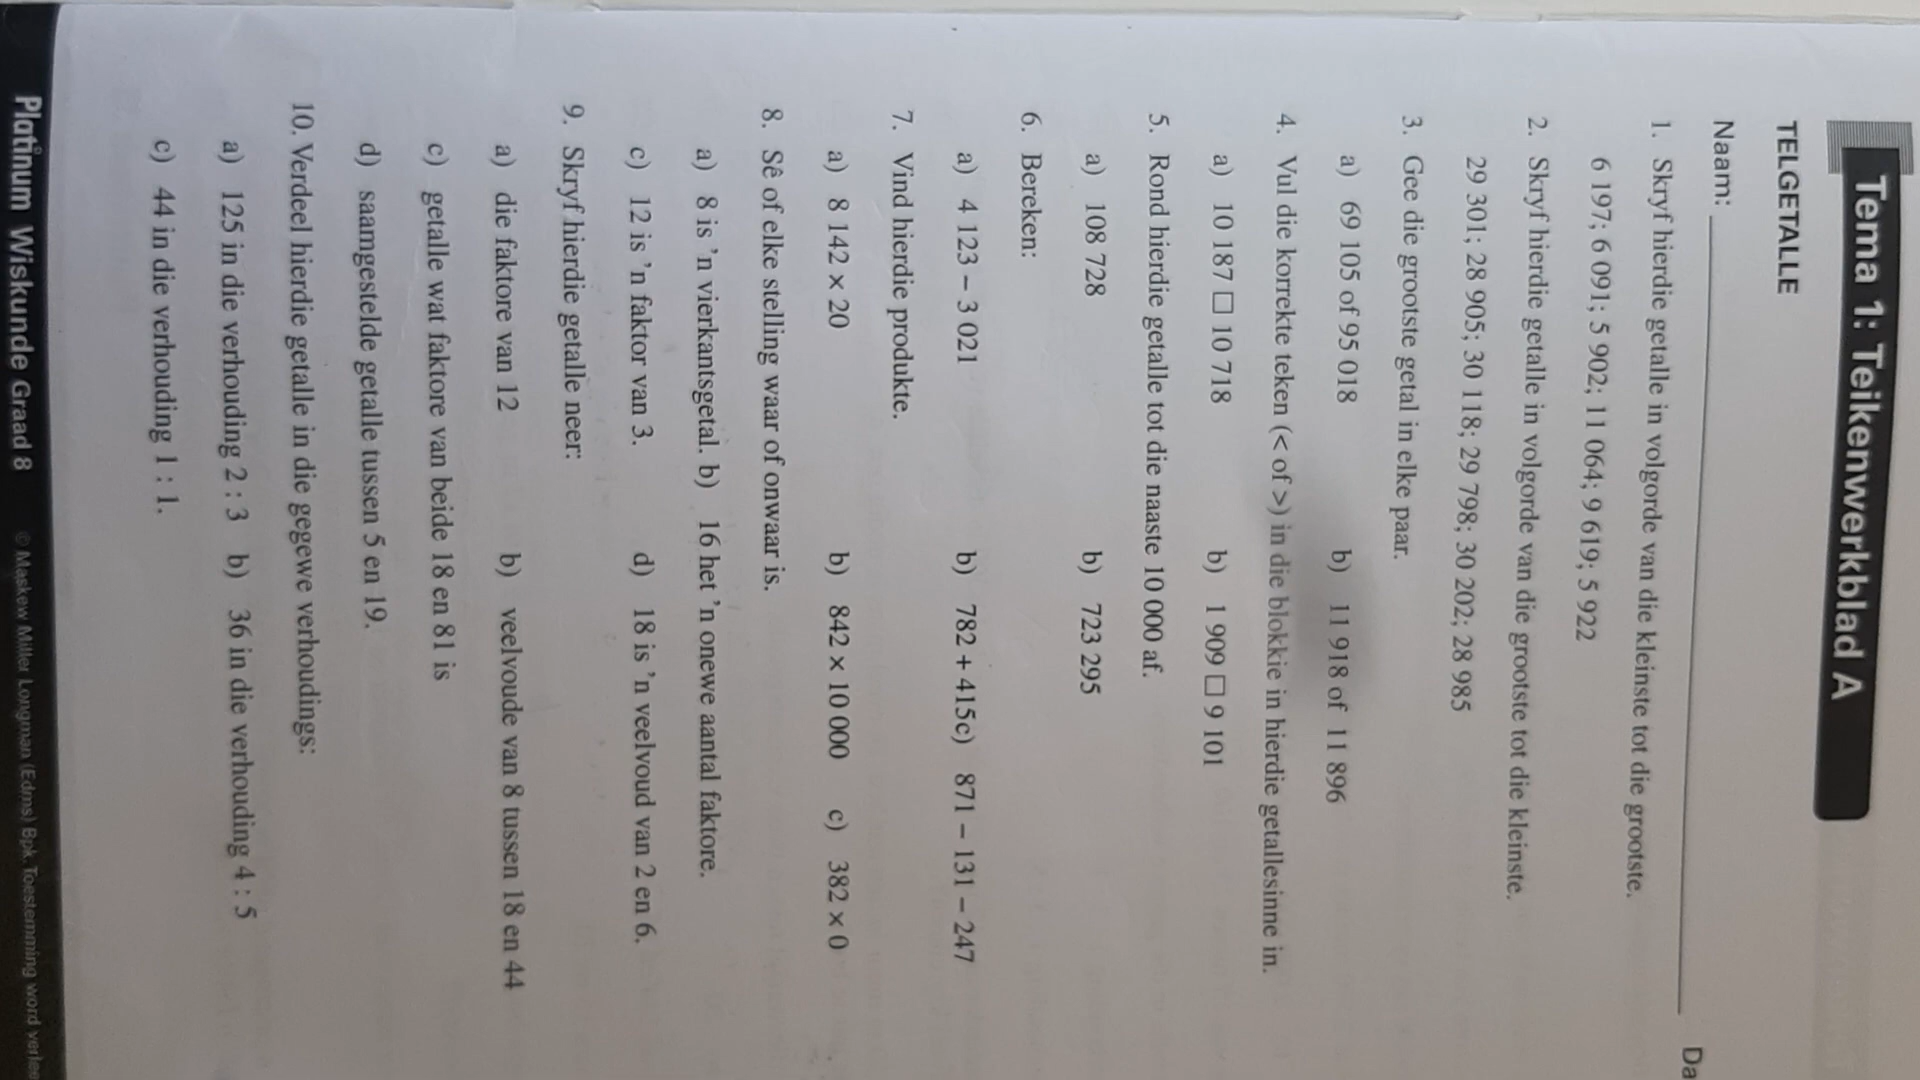 Tema 1: Teikenwerkblad A
TELGETALLE
Naam: Da
1. Skryf hierdie getalle in volgorde van die kleinste tot die grootste.
6 197; 6 091; 5 902; 11 064; 9 619; 5 922
2. Skryf hierdie getalle in volgorde van die grootste tot die kleinste.
29 301; 28 905; 30 118; 29 798; 30 202; 28 985
3. Gee die grootste getal in elke paar.
a) 69 105 of 95 018 b) 11 918 of 11 896
4. Vul die korrekte teken (< of >) in die blokkie in hierdie getallesinne in.
a) 10 187 □ 10 718 b) 1 909 □ 9 101
5. Rond hierdie getalle tot die naaste 10 000 af.
a) 108 728 b) 723 295
6. Bereken:
a) 4 123 – 3 021 b) 782 + 415c) 871 – 131 – 247
7. Vind hierdie produkte.
a) 8 142 × 20 b) 842 × 10 000 c) 382 × 0
8. Sê of elke stelling waar of onwaar is.
a) 8 is ’n vierkantsgetal. b) 16 het ’n onewe aantal faktore.
c) 12 is ’n faktor van 3. d) 18 is ’n veelvoud van 2 en 6.
9. Skryf hierdie getalle neer:
a) die faktore van 12 b) veelvoude van 8 tussen 18 en 44
c) getalle wat faktore van beide 18 en 81 is
d) saamgestelde getalle tussen 5 en 19.
10. Verdeel hierdie getalle in die gegewe verhoudings:
a) 125 in die verhouding 2 : 3 b) 36 in die verhouding 4 : 5
c) 44 in die verhouding 1 : 1.
Platinum Wiskunde Graad 8 © Maskew Miller Longman (Edms) Bpk. Toestemming word verlee